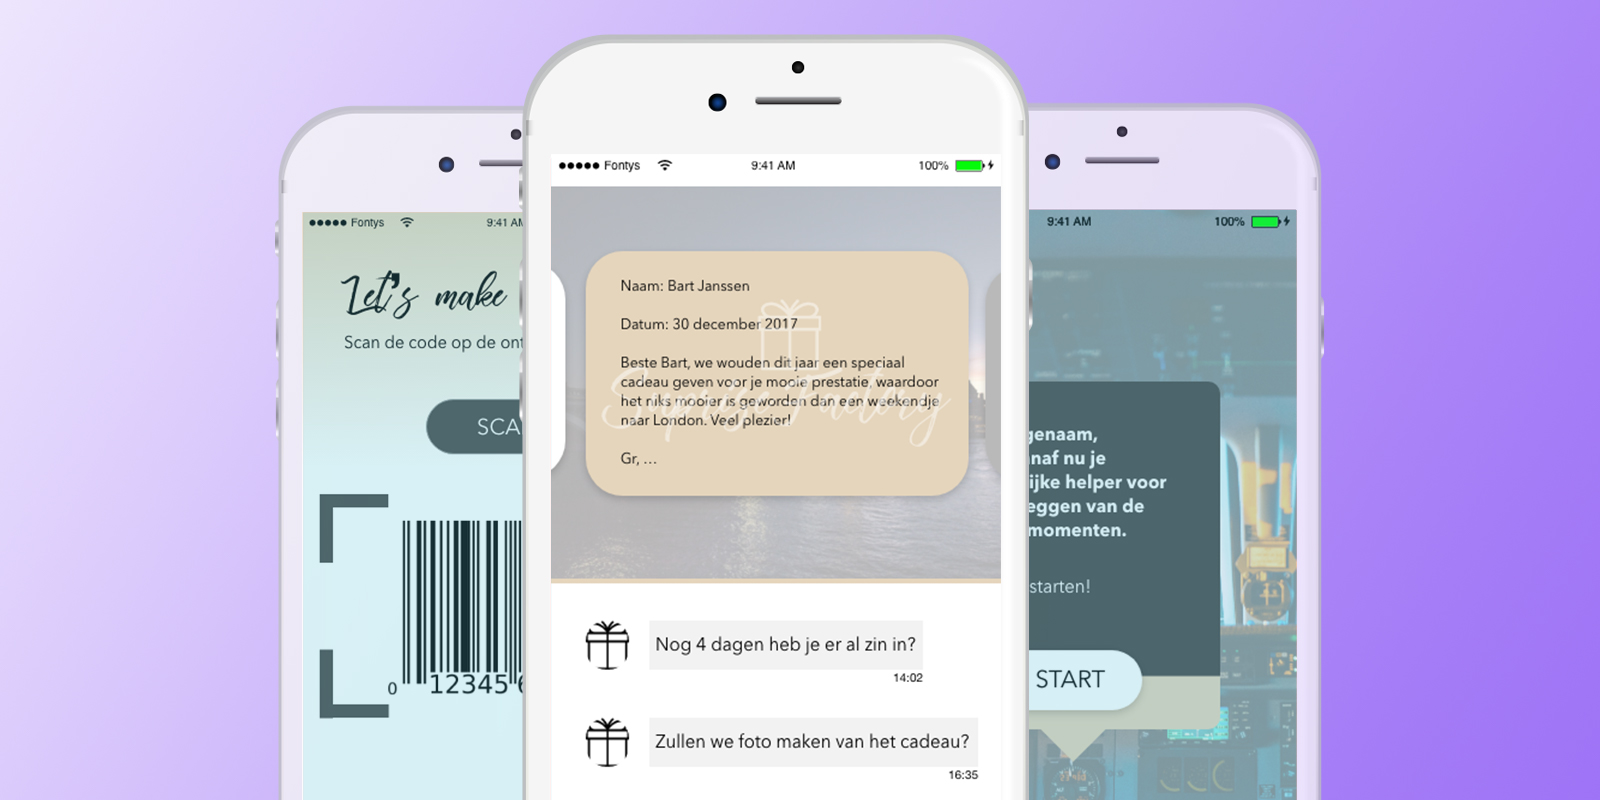 Fontys 9:41 AM
Let's make
Scan de code op de ont
SCA
0 12345 6
Fontys 9:41 AM 100%
Naam: Bart Janssen
Datum: 30 december 2017
Beste Bart, we wouden dit jaar een speciaal
cadeau geven voor je mooie prestatie, waardoor
het niks mooier is geworden dan een weekendje
naar London. Veel plezier!
Gr, ...
Suprise Factory
Nog 4 dagen heb je er al zin in?
14:02
Zullen we foto maken van het cadeau?
16:35
9:41 AM 100%
genaam,
naf nu je
ijke helper voor
eggen van de
momenten.
starten!
START